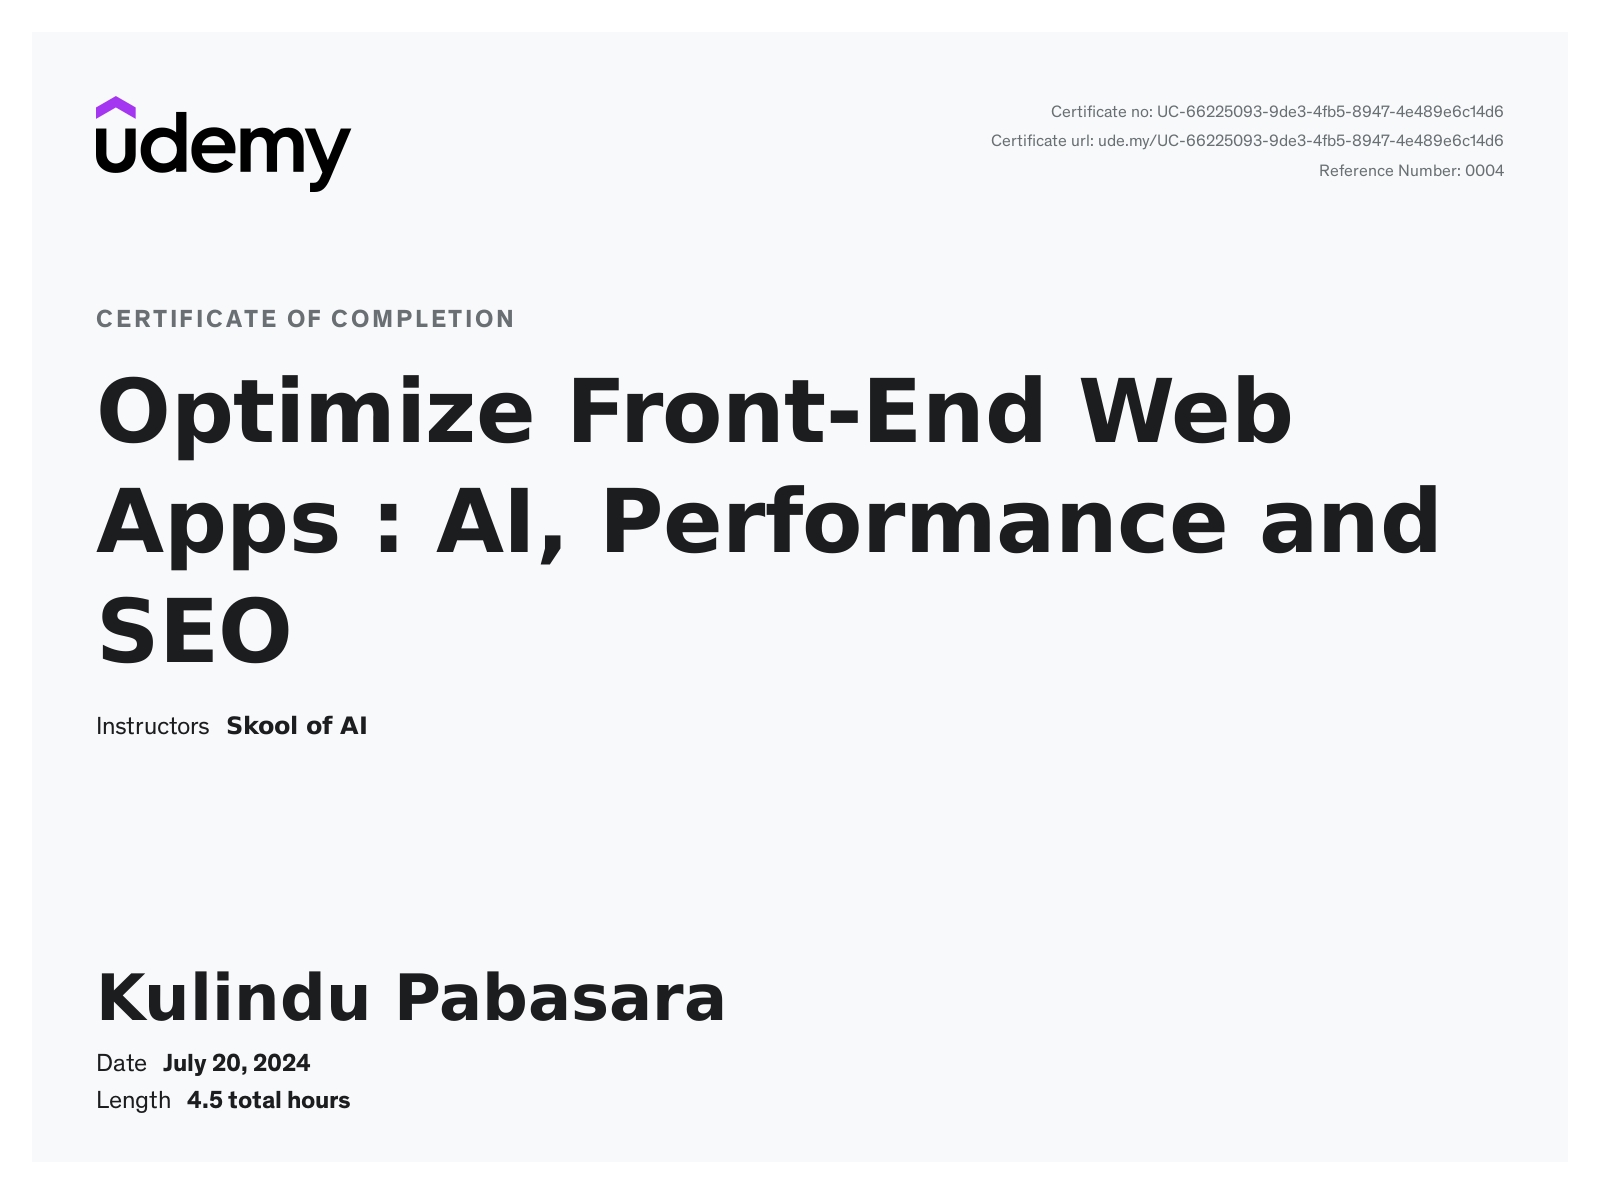 udemy
Certificate no: UC-66225093-9de3-4fb5-8947-4e489e6c14d6
Certificate url: ude.my/UC-66225093-9de3-4fb5-8947-4e489e6c14d6
Reference Number: 0004
CERTIFICATE OF COMPLETION
Optimize Front-End Web
Apps : AI, Performance and
SEO
Instructors Skool of AI
Kulindu Pabasara
Date July 20, 2024
Length 4.5 total hours